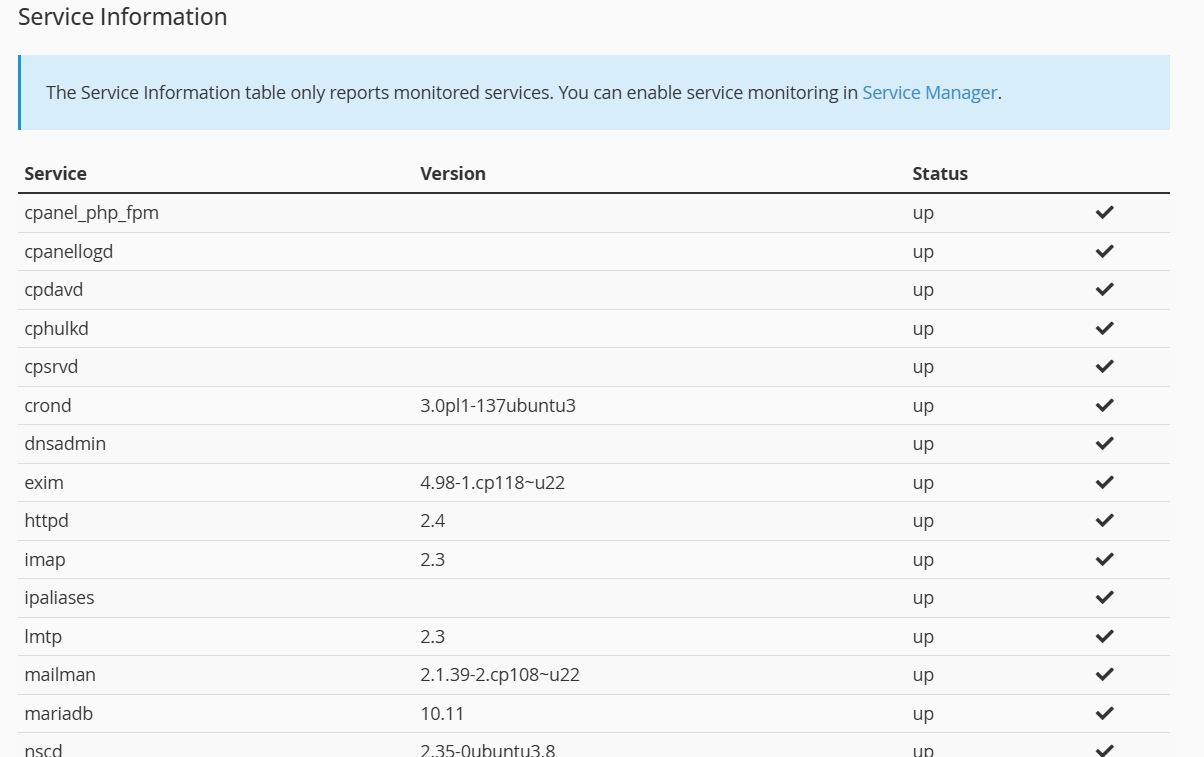 Service Information
The Service Information table only reports monitored services. You can enable service monitoring in Service Manager.
Service Version Status
cpanel_php_fpm up
cpanellogd up
cpdavd up
cphulkd up
cpsrvd up
crond 3.0pl1-137ubuntu3 up
dnsadmin up
exim 4.98-1.cp118~u22 up
httpd 2.4 up
imap 2.3 up
ipaliases up
lmtp 2.3 up
mailman 2.1.39-2.cp108~u22 up
mariadb 10.11 up
nscd 2.35-0ubuntu3.8 up